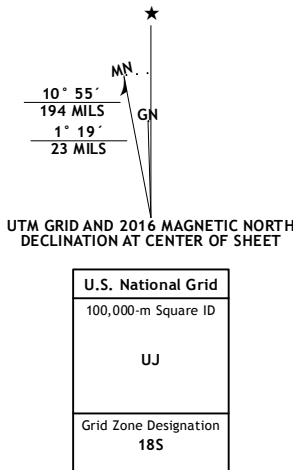 ★
MN
GN
10° 55´
194 MILS
1° 19´
23 MILS
UTM GRID AND 2016 MAGNETIC NORTH
DECLINATION AT CENTER OF SHEET
U.S. National Grid
100,000-m Square ID
UJ
Grid Zone Designation
18S